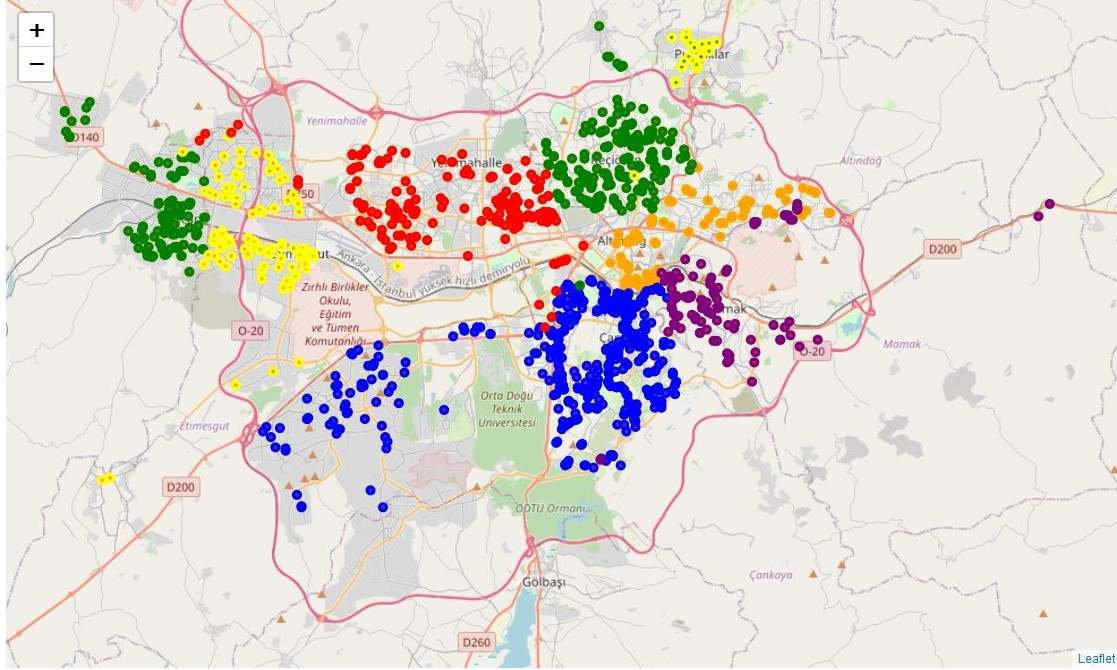 +
−
D140
Yenimahalle
Yenimahalle
Altındağ
D200
Ankara - İstanbul yüksek hızlı demiryolu
Zırhlı Birlikler
Okulu,
Eğitim
ve Tümen
Komutanlığı
O-20
O-20
Mamak
Orta Doğu
Teknik
Üniversitesi
Etimesgut
D200
ODTÜ Ormanı
Çankaya
Gölbaşı
D260
Leaflet